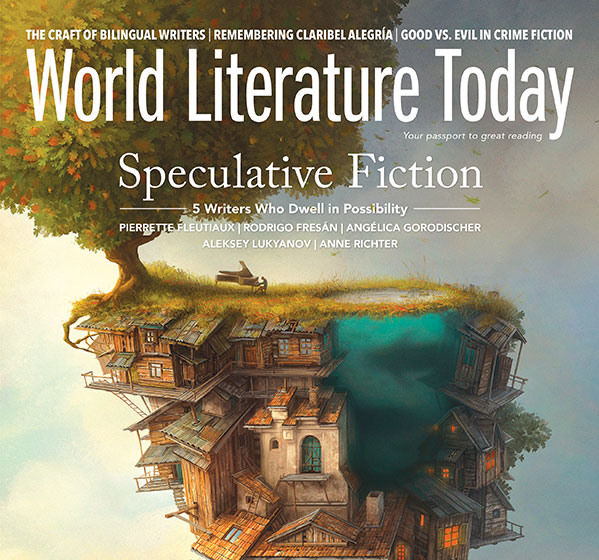 THE CRAFT OF BILINGUAL WRITERS | REMEMBERING CLARIBEL ALEGRÍA | GOOD VS. EVIL IN CRIME FICTION
World Literature Today
Your passport to great reading
Speculative Fiction
5 Writers Who Dwell in Possibility
PIERRETTE FLEUTIAUX | RODRIGO FRESÁN | ANGÉLICA GORODISCHER
ALEKSEY LUKYANOV | ANNE RICHTER